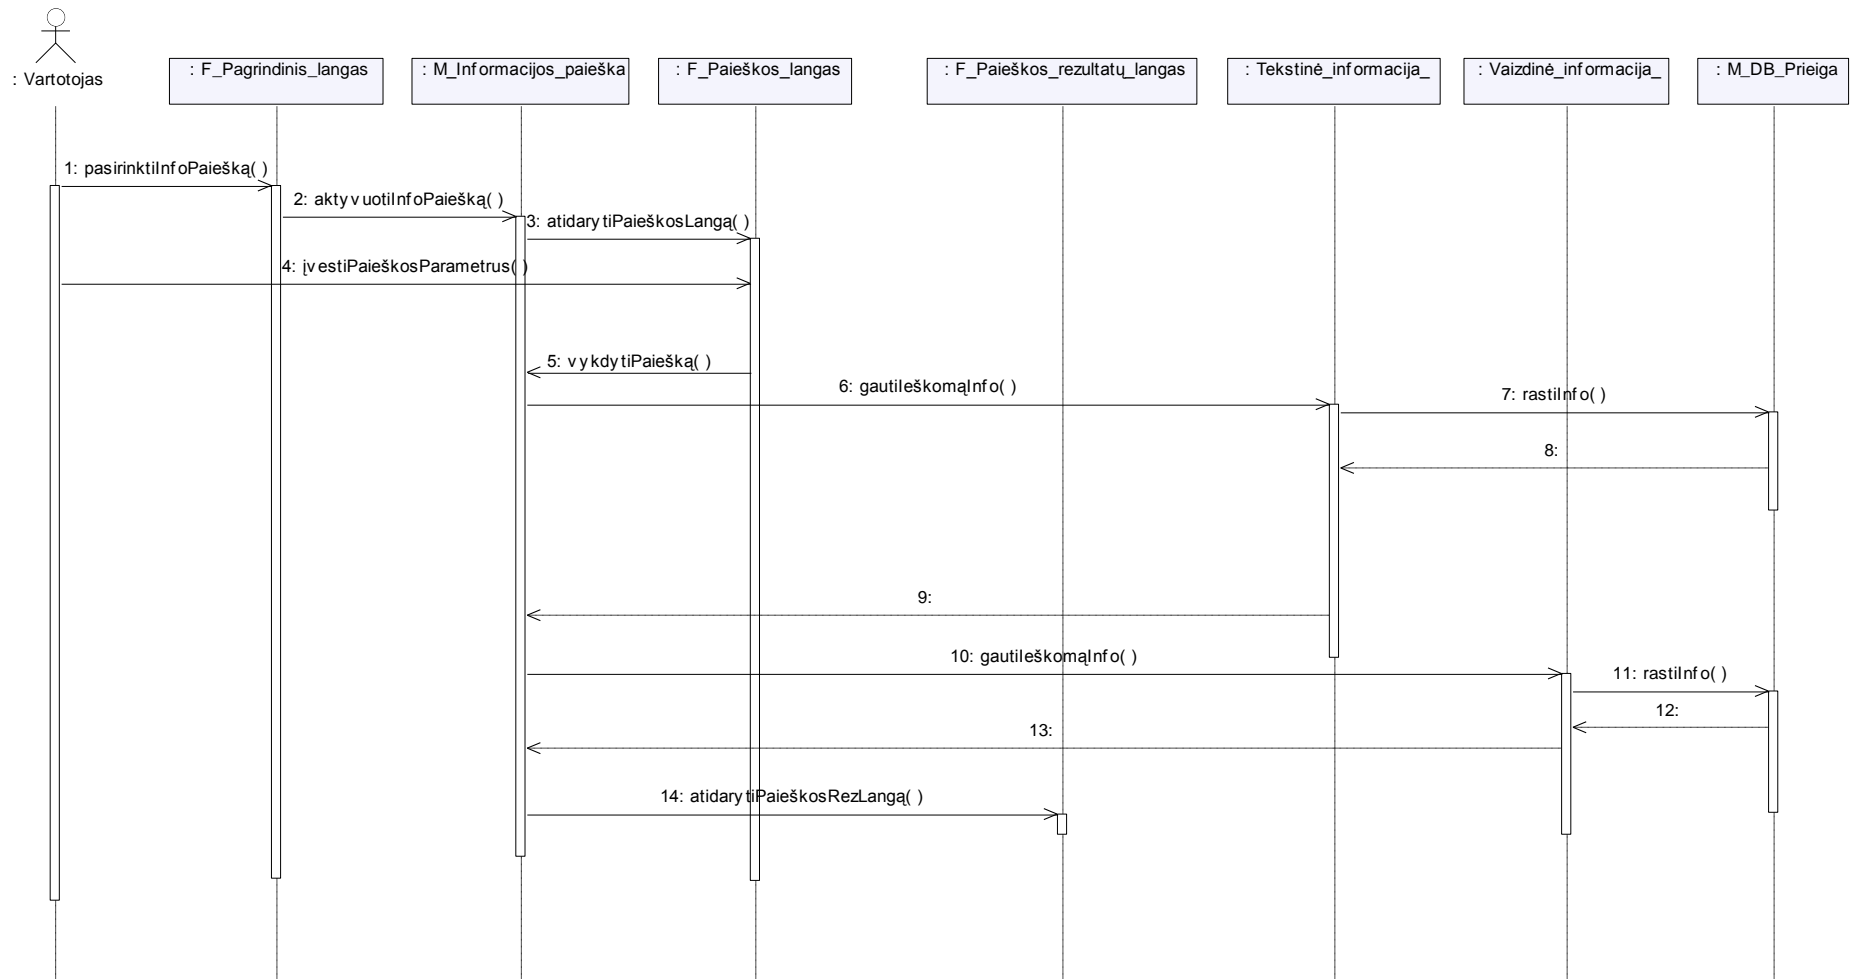 : Vartotojas
: F_Pagrindinis_langas
: M_Informacijos_paieška
: F_Paieškos_langas
: F_Paieškos_rezultatų_langas
: Tekstinė_informacija_
: Vaizdinė_informacija_
: M_DB_Prieiga
1: pasirinktiInfoPaiešką( )
2: aktyvuotiInfoPaiešką( )
3: atidarytiPaieškosLangą( )
4: įvestiPaieškosParametrus( )
5: vykdytiPaiešką( )
6: gautiIeškomąInfo( )
7: rastiInfo( )
8:
9:
10: gautiIeškomąInfo( )
11: rastiInfo( )
12:
13:
14: atidarytiPaieškosRezLangą( )